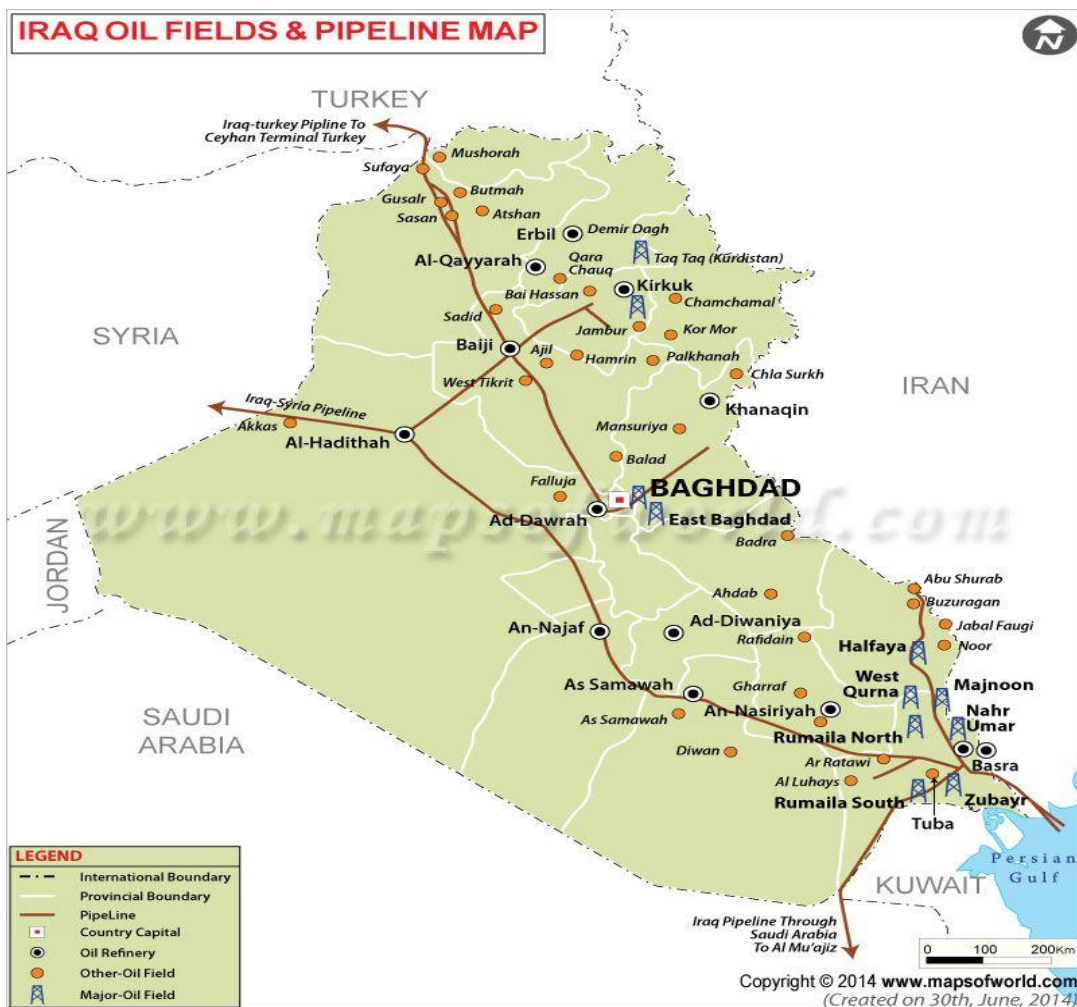 IRAQ OIL FIELDS & PIPELINE MAP
N
TURKEY
Iraq-turkey Pipline To
Ceyhan Terminal Turkey
Mushorah
Sufaya
Butmah
Gusalr
Atshan
Sasan
Erbil
Demir Dagh
Al-Qayyarah
Qara
Chauq
Taq Taq (Kurdistan)
Bai Hassan
Kirkuk
Chamchamal
Sadid
Jambur
Kor Mor
SYRIA
Baiji
Ajil
Hamrin
Palkhanah
West Tikrit
Chla Surkh
IRAN
Iraq-Syria Pipeline
Khanaqin
Akkas
Al-Hadithah
Mansuriya
Balad
Falluja
BAGHDAD
Ad-Dawrah
East Baghdad
www.mapsofworld.com
Badra
JORDAN
Abu Shurab
Ahdab
Buzuragan
An-Najaf
Ad-Diwaniya
Jabal Faugi
Rafidain
Halfaya
Noor
As Samawah
Gharraf
West
Qurna
Majnoon
SAUDI
ARABIA
As Samawah
An-Nasiriyah
Nahr
Umar
Rumaila North
Diwan
Ar Ratawi
Basra
Al Luhays
Rumaila South
Zubayr
Tuba
LEGEND
International Boundary
Provincial Boundary
PipeLine
Country Capital
Oil Refinery
Other-Oil Field
Major-Oil Field
Persian
Gulf
KUWAIT
Iraq Pipeline Through
Saudi Arabia
To Al Mu'ajiz
0 100 200Km
Copyright © 2014 www.mapsofworld.com
(Created on 30th, June, 2014)